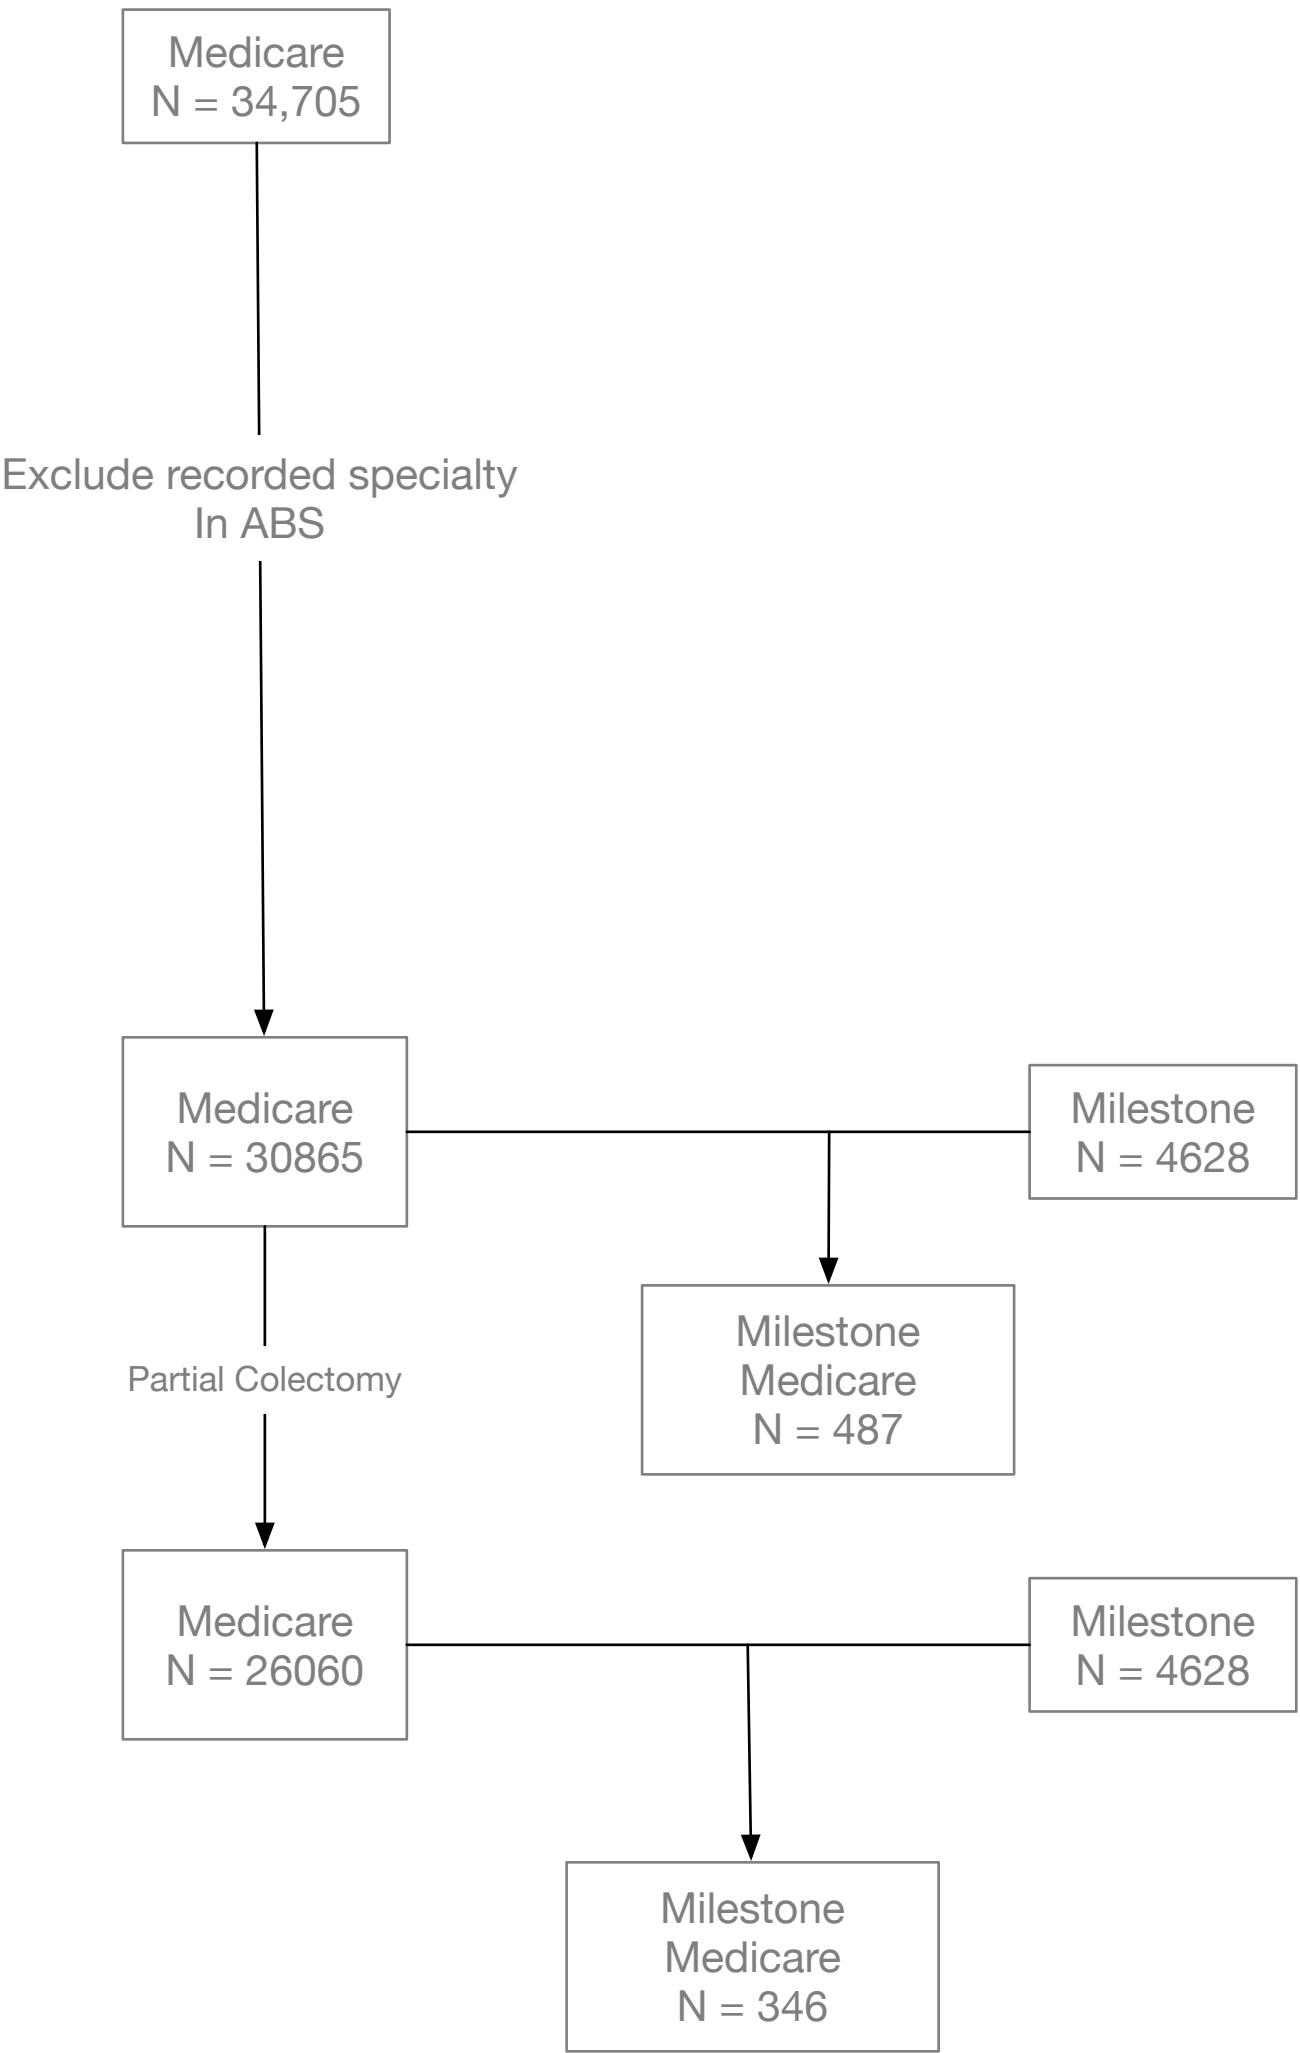 Medicare
N = 34,705
Exclude recorded specialty
In ABS
Medicare
N = 30865
Milestone
N = 4628
Milestone
Medicare
N = 487
Partial Colectomy
Medicare
N = 26060
Milestone
N = 4628
Milestone
Medicare
N = 346